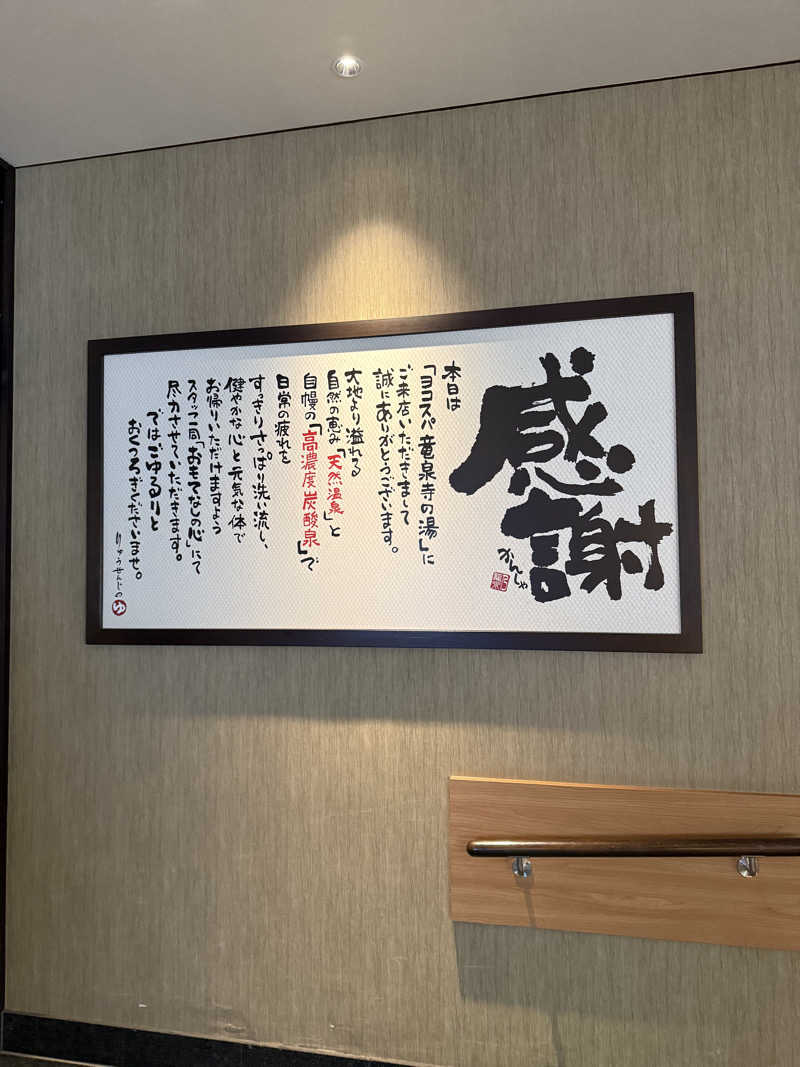 感謝
かんしゃ
本日は
「ヨコスパ 竜泉寺の湯」に
ご来店いただきまして
誠にありがとうございます。
大地より溢れる
自然の恵み「天然温泉」と
自慢の「高濃度炭酸泉」で
日常の疲れを
すっきりさっぱり洗い流し、
健やかな心と元気な体で
お帰りいただけますよう
スタッフ一同「おもてなしの心」にて
尽力させていただきます。
ではごゆるりと
おくつろぎくださいませ。
りゅうせんじの ゆ